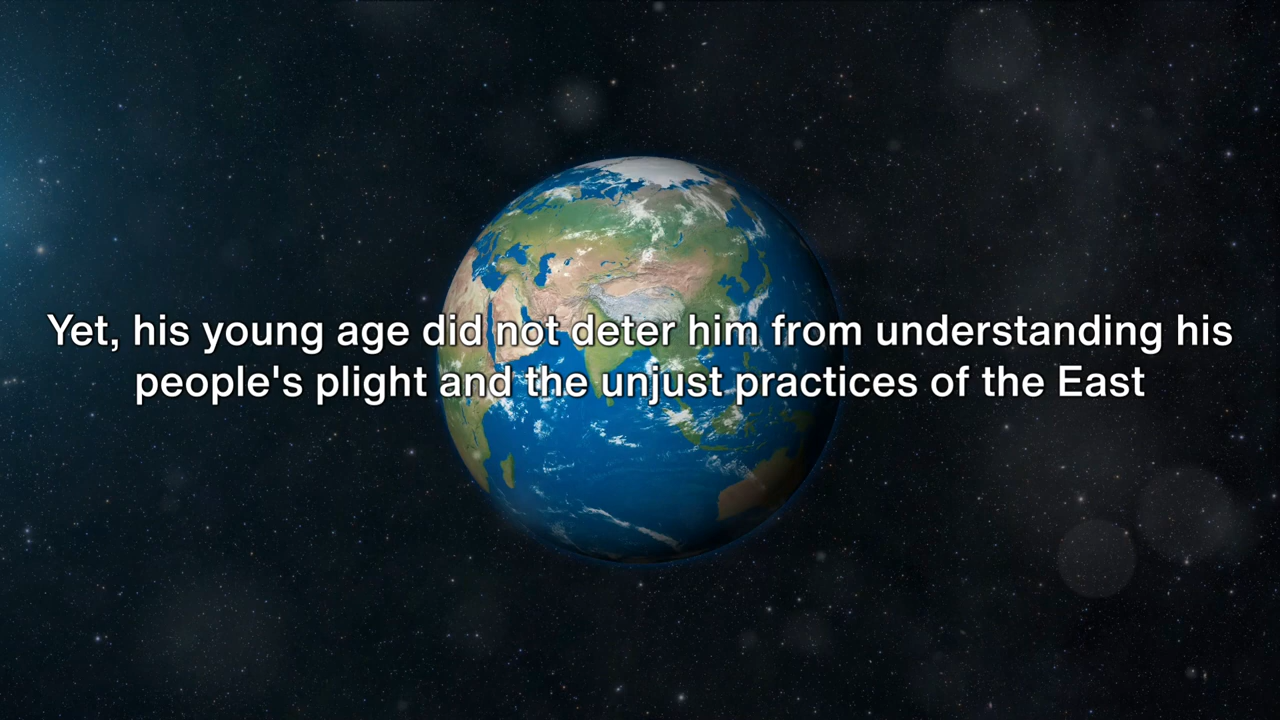 Yet, his young age did not deter him from understanding his
people's plight and the unjust practices of the East